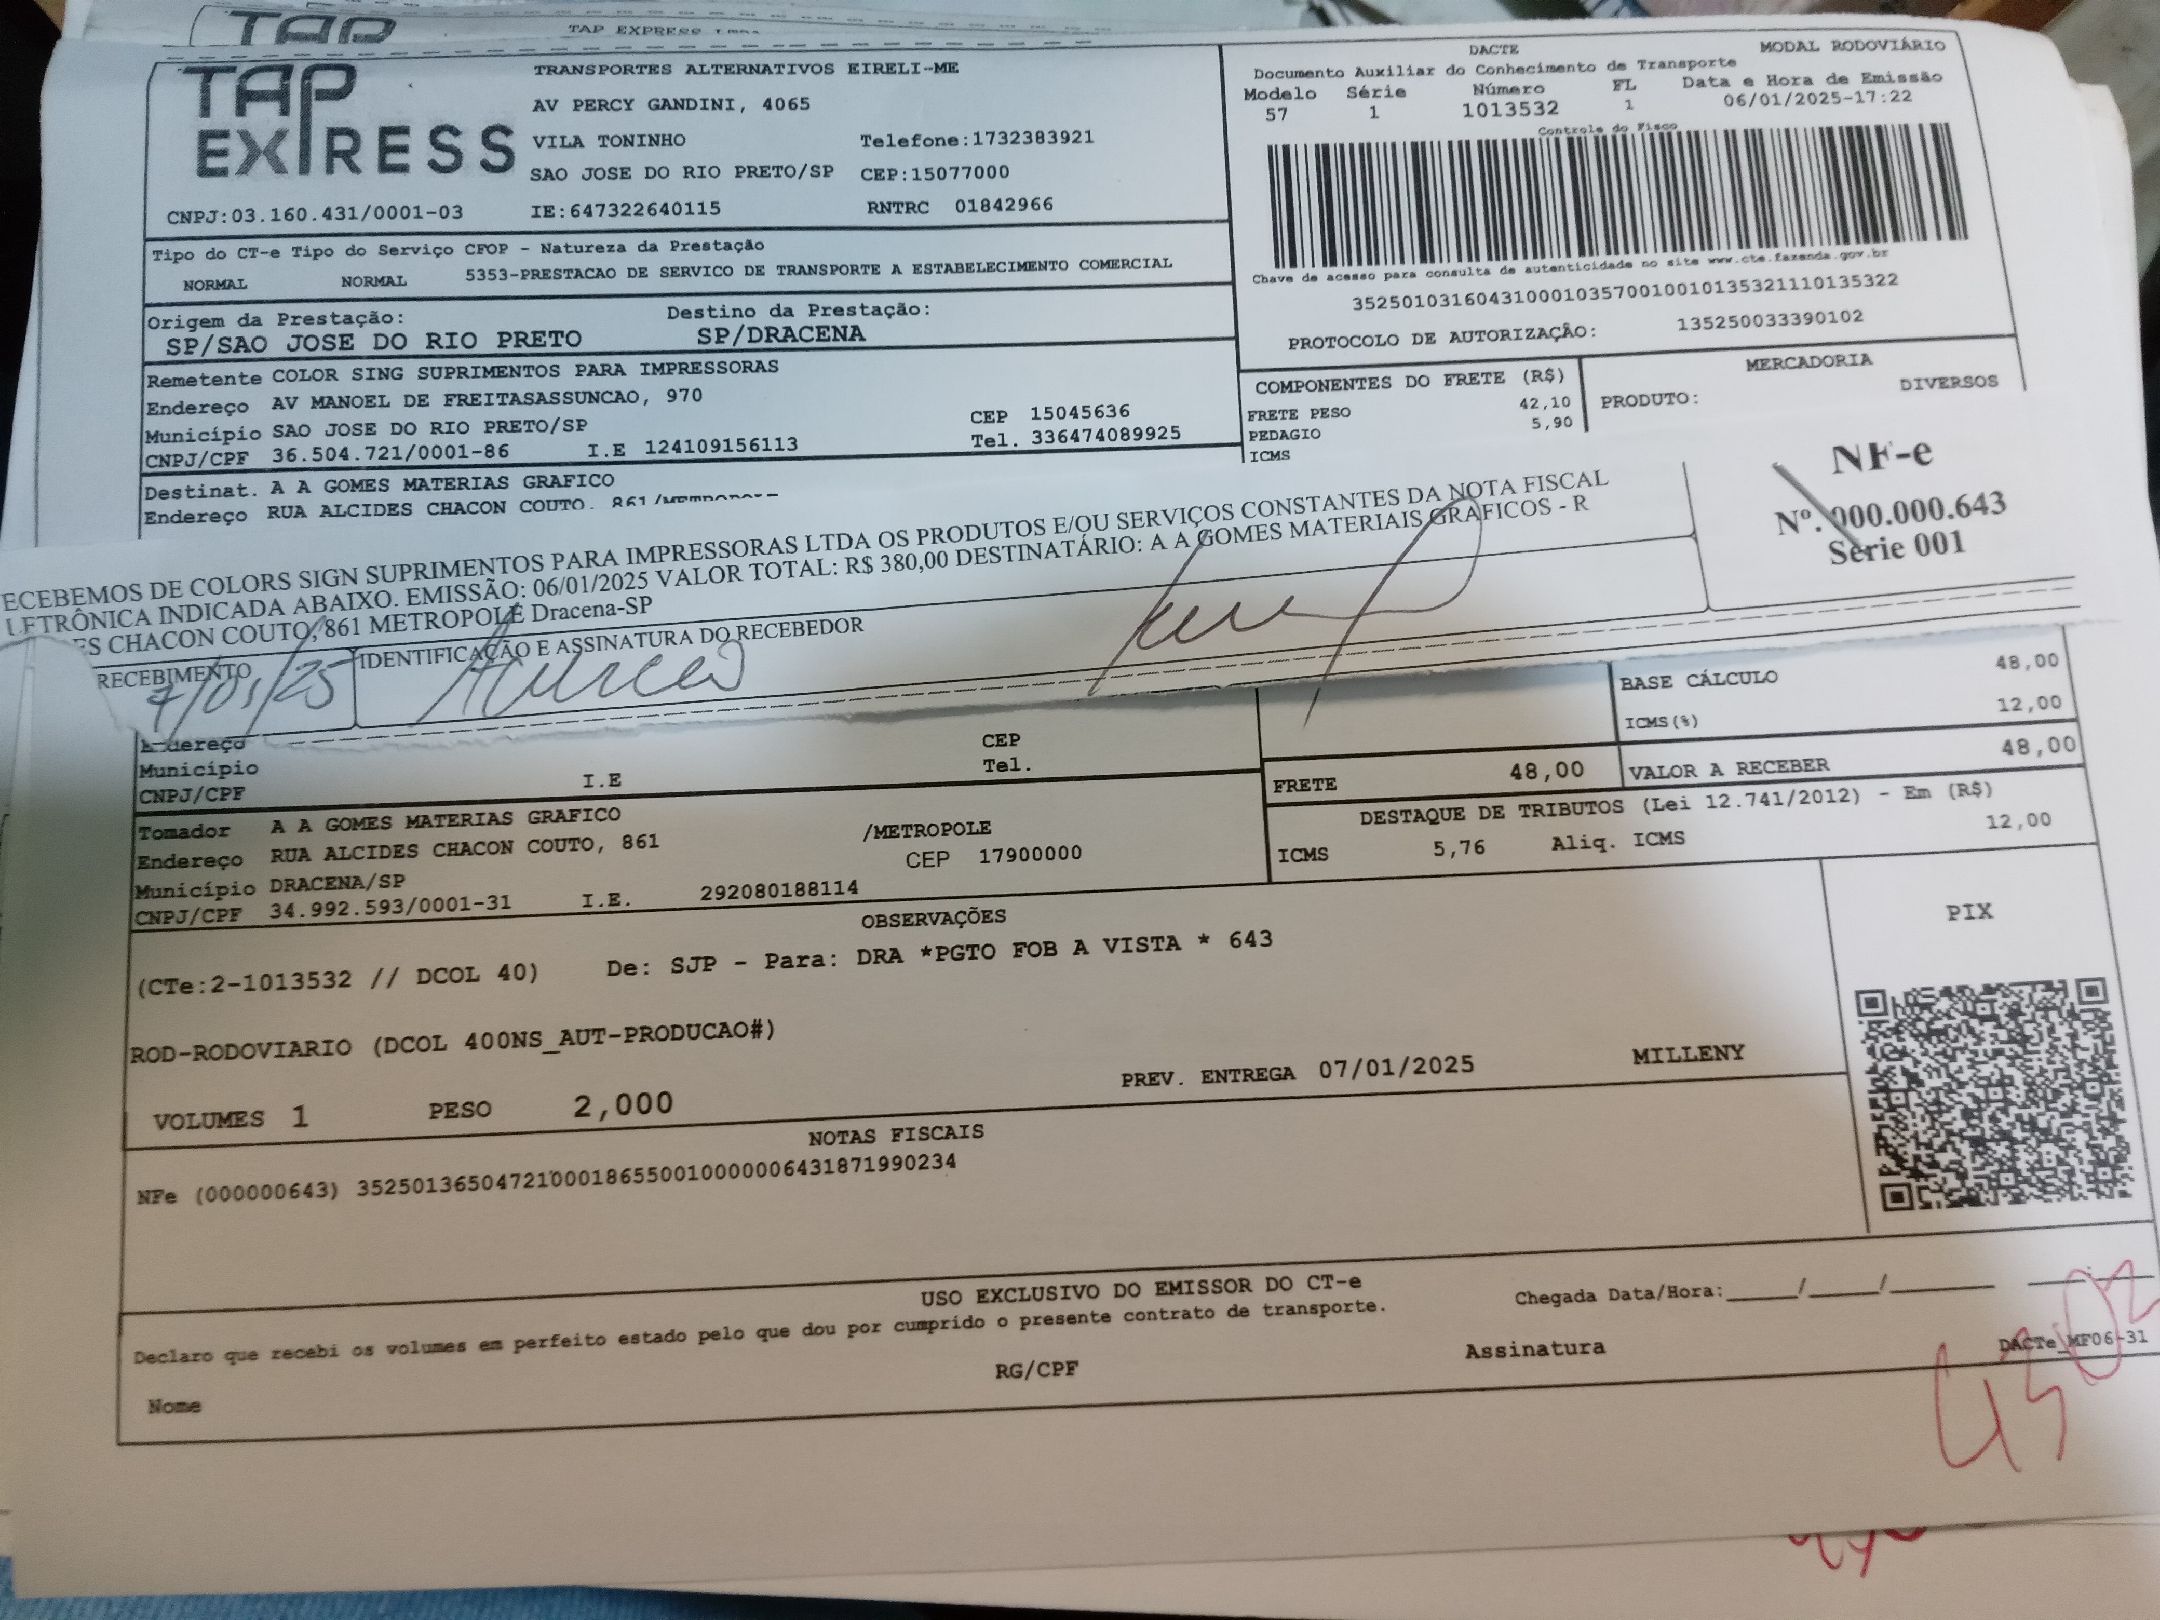 TAP EXPRESS
TAP
EXPRESS
TRANSPORTES ALTERNATIVOS EIRELI-ME
AV PERCY GANDINI, 4065
VILA TONINHO Telefone:1732383921
SAO JOSE DO RIO PRETO/SP CEP:15077000
CNPJ:03.160.431/0001-03 IE:647322640115 RNTRC 01842966
DACTE MODAL RODOVIÁRIO
Documento Auxiliar do Conhecimento de Transporte
Modelo Série Número FL Data e Hora de Emissão
57 1 1013532 1 06/01/2025-17:22
Controle do Fisco
Chave de acesso para consulta de autenticidade no site www.cte.fazenda.gov.br
35250103160431000103570010010135321110135322
PROTOCOLO DE AUTORIZAÇÃO: 135250033390102
Tipo do CT-e Tipo do Serviço CFOP - Natureza da Prestação
NORMAL NORMAL 5353-PRESTACAO DE SERVICO DE TRANSPORTE A ESTABELECIMENTO COMERCIAL
Origem da Prestação: Destino da Prestação:
SP/SAO JOSE DO RIO PRETO SP/DRACENA
Remetente COLOR SING SUPRIMENTOS PARA IMPRESSORAS
Endereço AV MANOEL DE FREITASASSUNCAO, 970
Município SAO JOSE DO RIO PRETO/SP CEP 15045636
CNPJ/CPF 36.504.721/0001-86 I.E 124109156113 Tel. 336474089925
Destinat. A A GOMES MATERIAS GRAFICO
Endereço RUA ALCIDES CHACON COUTO, 861 /METROPOLE
COMPONENTES DO FRETE (R$) MERCADORIA
FRETE PESO 42,10 PRODUTO: DIVERSOS
PEDAGIO 5,90
ICMS
ECEBEMOS DE COLORS SIGN SUPRIMENTOS PARA IMPRESSORAS LTDA OS PRODUTOS E/OU SERVIÇOS CONSTANTES DA NOTA FISCAL
LETRÔNICA INDICADA ABAIXO. EMISSÃO: 06/01/2025 VALOR TOTAL: R$ 380,00 DESTINATÁRIO: A A GOMES MATERIAIS GRÁFICOS - R
ES CHACON COUTO, 861 METROPOLE Dracena-SP
NF-e
Nº. 000.000.643
Série 001
RECEBIMENTO IDENTIFICAÇÃO E ASSINATURA DO RECEBEDOR
7/01/25
Endereço CEP
Município Tel.
CNPJ/CPF I.E
BASE CÁLCULO 48,00
ICMS(%) 12,00
FRETE 48,00 VALOR A RECEBER 48,00
DESTAQUE DE TRIBUTOS (Lei 12.741/2012) - Em (R$)
ICMS 5,76 Aliq. ICMS 12,00
Tomador A A GOMES MATERIAS GRAFICO
Endereço RUA ALCIDES CHACON COUTO, 861 /METROPOLE
Município DRACENA/SP CEP 17900000
CNPJ/CPF 34.992.593/0001-31 I.E. 292080188114
OBSERVAÇÕES
(CTe:2-1013532 // DCOL 40) De: SJP - Para: DRA *PGTO FOB A VISTA * 643
PIX
ROD-RODOVIARIO (DCOL 400NS_AUT-PRODUCAO#)
VOLUMES 1 PESO 2,000 PREV. ENTREGA 07/01/2025 MILLENY
NOTAS FISCAIS
NFe (000000643) 35250136504721000186550010000006431871990234
USO EXCLUSIVO DO EMISSOR DO CT-e
Declaro que recebi os volumes em perfeito estado pelo que dou por cumprido o presente contrato de transporte.
Chegada Data/Hora:_____/_____/_______
Nome RG/CPF Assinatura
DACTe_MF06-31